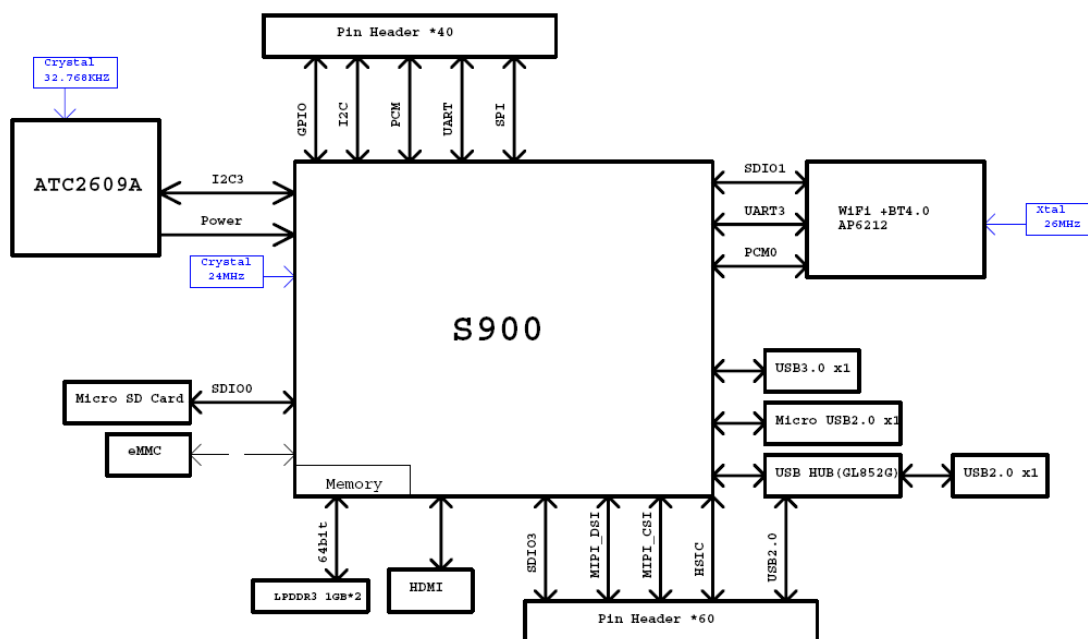 Pin Header *40
Crystal
32.768KHZ
GPIO
I2C
PCM
UART
SPI
ATC2609A
I2C3
Power
Crystal
24MHz
SDIO1
UART3
PCM0
WiFi +BT4.0
AP6212
Xtal
26MHz
S900
USB3.0 x1
Micro SD Card
SDIO0
Micro USB2.0 x1
eMMC
USB HUB(GL852G)
USB2.0 x1
Memory
64bit
SDIO3
MIPI_DSI
MIPI_CSI
HSIC
USB2.0
LPDDR3 1GB*2
HDMI
Pin Header *60